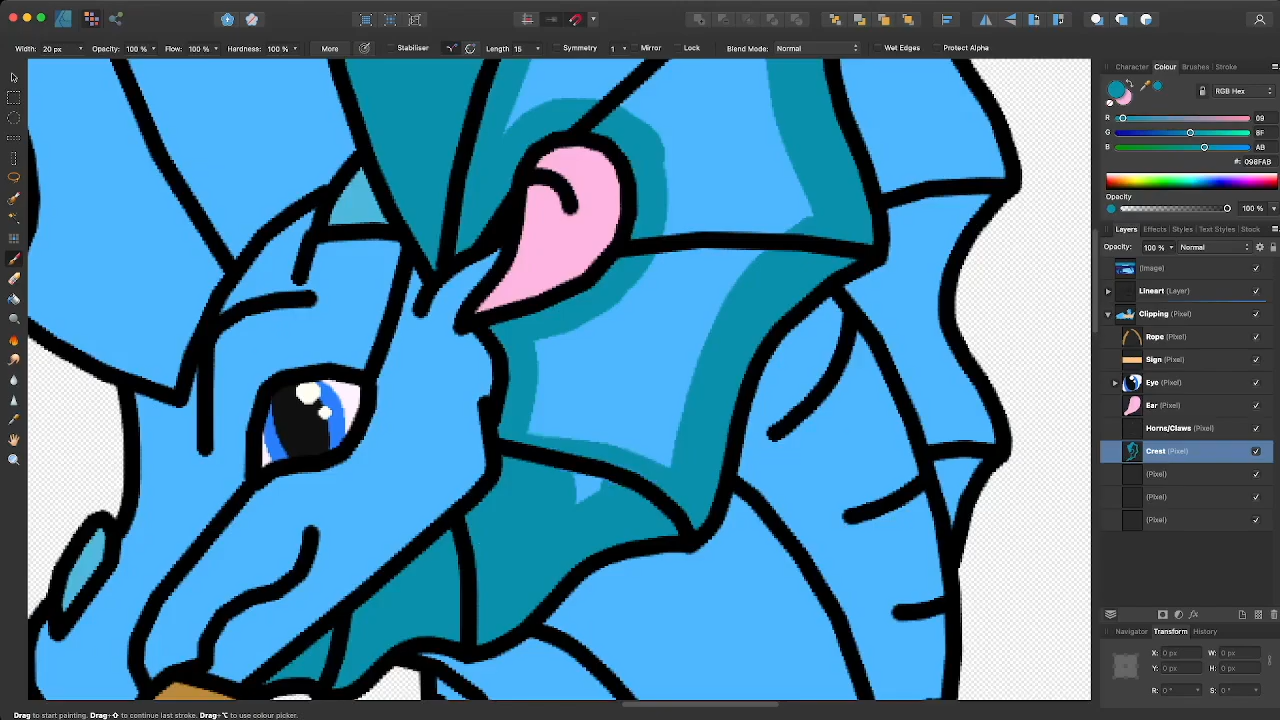 Width: 20 px Opacity: 100 % Flow: 100 % Hardness: 100 % More Stabiliser Length 15 Symmetry 1 Mirror Lock Blend Mode: Normal Wet Edges Protect Alpha
Character Colour Brushes Stroke
RGB Hex
R 09
G 8F
B AB
#: 098FAB
Opacity
100 %
Layers Effects Styles Text Styles Stock
Opacity: 100 % Normal
(Image)
Lineart (Layer)
Clipping (Pixel)
Rope (Pixel)
Sign (Pixel)
Eye (Pixel)
Ear (Pixel)
Horns/Claws (Pixel)
Crest (Pixel)
(Pixel)
(Pixel)
(Pixel)
Navigator Transform History
X: 0 px W: 0 px
Y: 0 px H: 0 px
R: 0 ° S: 0 °
Drag to start painting. Drag+⇧ to continue last stroke. Drag+⌥ to use colour picker.